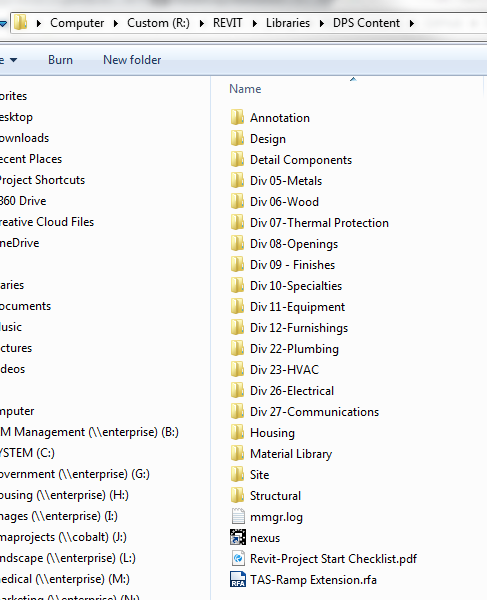 Computer Custom (R:) REVIT Libraries DPS Content
Burn New folder
Name
Annotation
Design
Detail Components
Div 05-Metals
Div 06-Wood
Div 07-Thermal Protection
Div 08-Openings
Div 09 - Finishes
Div 10-Specialties
Div 11-Equipment
Div 12-Furnishings
Div 22-Plumbing
Div 23-HVAC
Div 26-Electrical
Div 27-Communications
Housing
Material Library
Site
Structural
mmgr.log
nexus
Revit-Project Start Checklist.pdf
RFA TAS-Ramp Extension.rfa
orites
esktop
ownloads
ecent Places
Project Shortcuts
360 Drive
reative Cloud Files
neDrive
aries
ocuments
usic
ctures
deos
mputer
M Management (\\enterprise) (B:)
YSTEM (C:)
overnment (\\enterprise) (G:)
ousing (\\enterprise) (H:)
mages (\\enterprise) (I:)
maprojects (\\cobalt) (J:)
ndscape (\\enterprise) (L:)
edical (\\enterprise) (M:)
arketing (\\enterprise) (N:)